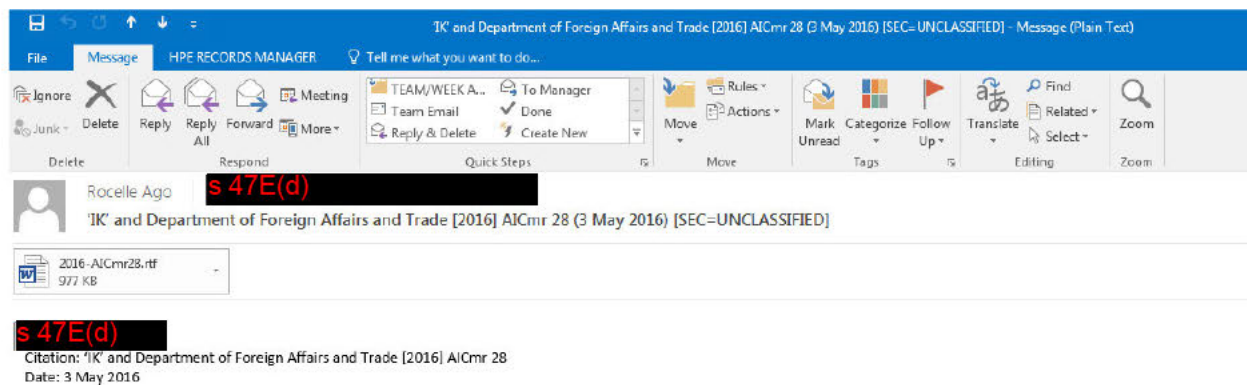 'IK' and Department of Foreign Affairs and Trade [2016] AICmr 28 (3 May 2016) [SEC=UNCLASSIFIED] - Message (Plain Text)
File Message HPE RECORDS MANAGER Tell me what you want to do...
Ignore
Junk
Delete
Reply
Reply All
Forward
Meeting
More
TEAM/WEEK A...
Team Email
Reply & Delete
To Manager
Done
Create New
Move
Rules
Actions
Mark Unread
Categorize
Follow Up
Translate
Find
Related
Select
Zoom
Delete Respond Quick Steps Move Tags Editing Zoom
Rocelle Ago s 47E(d)
'IK' and Department of Foreign Affairs and Trade [2016] AICmr 28 (3 May 2016) [SEC=UNCLASSIFIED]
2016-AICmr28.rtf
977 KB
s 47E(d)
Citation: 'IK' and Department of Foreign Affairs and Trade [2016] AICmr 28
Date: 3 May 2016